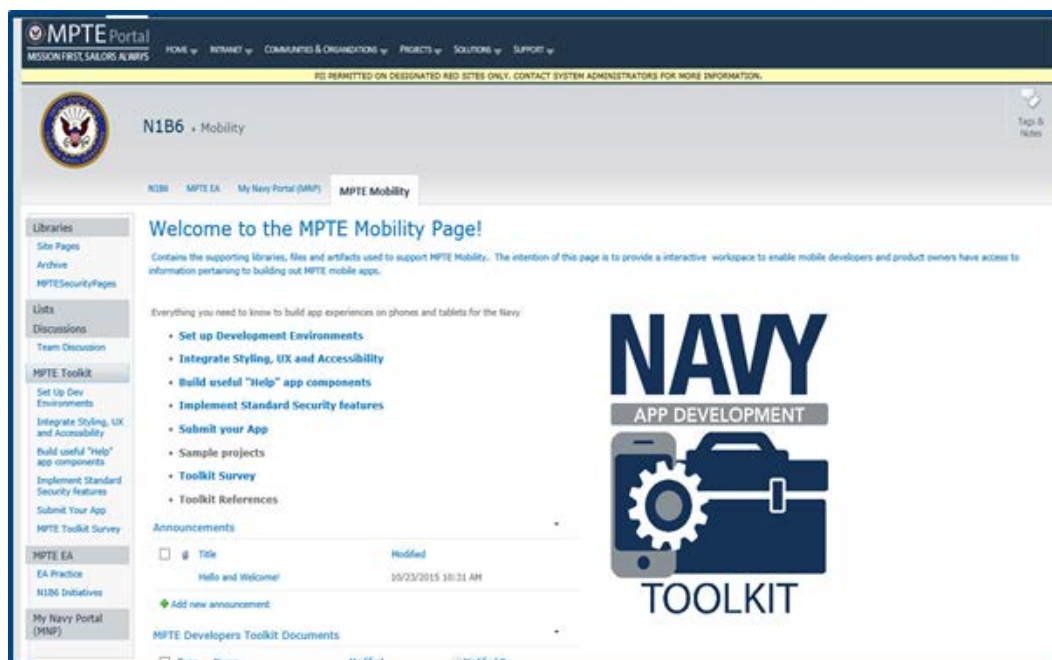 MPTE Portal
MISSION FIRST, SAILORS ALWAYS
HOME INTRANET COMMUNITIES & ORGANIZATIONS PROJECTS SOLUTIONS SUPPORT
PII PERMITTED ON DESIGNATED RED SITES ONLY. CONTACT SYSTEM ADMINISTRATORS FOR MORE INFORMATION.
N1B6 Mobility
Tags &
Notes
N1B6 MPTE EA My Navy Portal (MNP) MPTE Mobility
Libraries
Site Pages
Archive
MPTESecurityPages
Lists
Discussions
Team Discussion
MPTE Toolkit
Set Up Dev
Environments
Integrate Styling, UX
and Accessibility
Build useful "Help"
app components
Implement Standard
Security features
Submit Your App
MPTE Toolkit Survey
MPTE EA
EA Practice
N1B6 Initiatives
My Navy Portal
(MNP)
Welcome to the MPTE Mobility Page!
Contains the supporting libraries, files and artifacts used to support MPTE Mobility. The intention of this page is to provide a interactive workspace to enable mobile developers and product owners have access to
information pertaining to building out MPTE mobile apps.
Everything you need to know to build app experiences on phones and tablets for the Navy
• Set up Development Environments
• Integrate Styling, UX and Accessibility
• Build useful "Help" app components
• Implement Standard Security features
• Submit your App
• Sample projects
• Toolkit Survey
• Toolkit References
Announcements
Title Modified
Hello and Welcome! 10/23/2015 10:31 AM
Add new announcement
MPTE Developers Toolkit Documents
NAVY
APP DEVELOPMENT
TOOLKIT